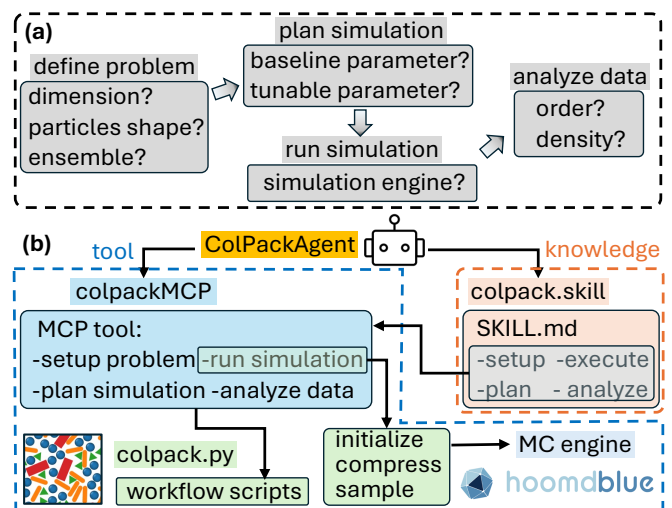 (a)
define problem
dimension?
particles shape?
ensemble?
plan simulation
baseline parameter?
tunable parameter?
run simulation
simulation engine?
analyze data
order?
density?
(b)
tool
ColPackAgent
knowledge
colpackMCP
MCP tool:
-setup problem -run simulation
-plan simulation -analyze data
colpack.skill
SKILL.md
-setup -execute
-plan - analyze
colpack.py
workflow scripts
initialize
compress
sample
MC engine
hoomdblue